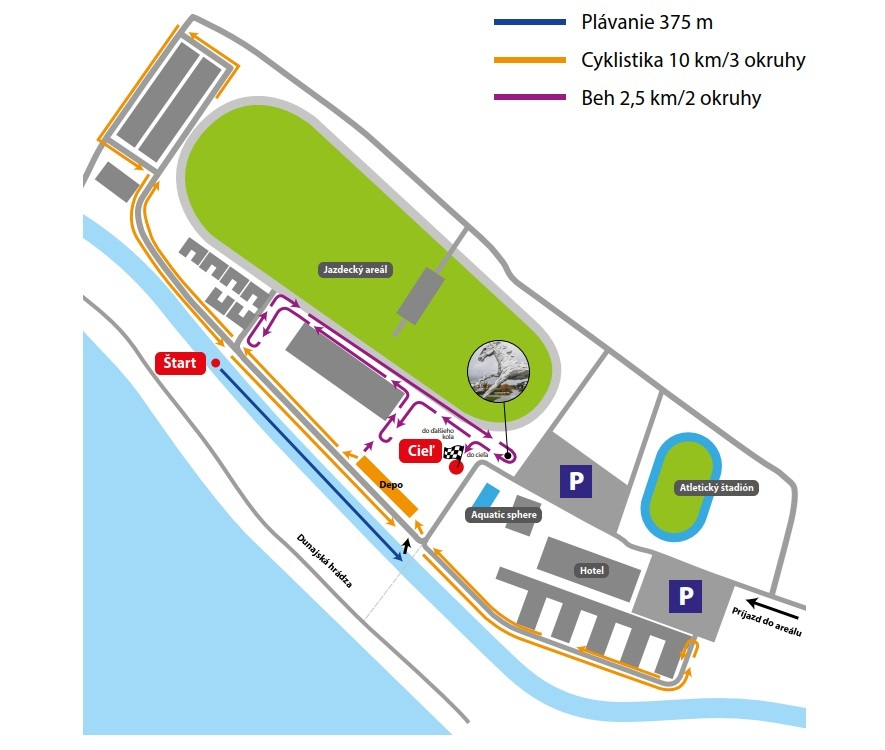 Plávanie 375 m
Cyklistika 10 km/3 okruhy
Beh 2,5 km/2 okruhy
Jazdecký areál
Štart
do ďalšieho
kola
Cieľ
do cieľa
P
Atletický štadión
Depo
Aquatic sphere
Dunajská hrádza
Hotel
P
Príjazd do areálu